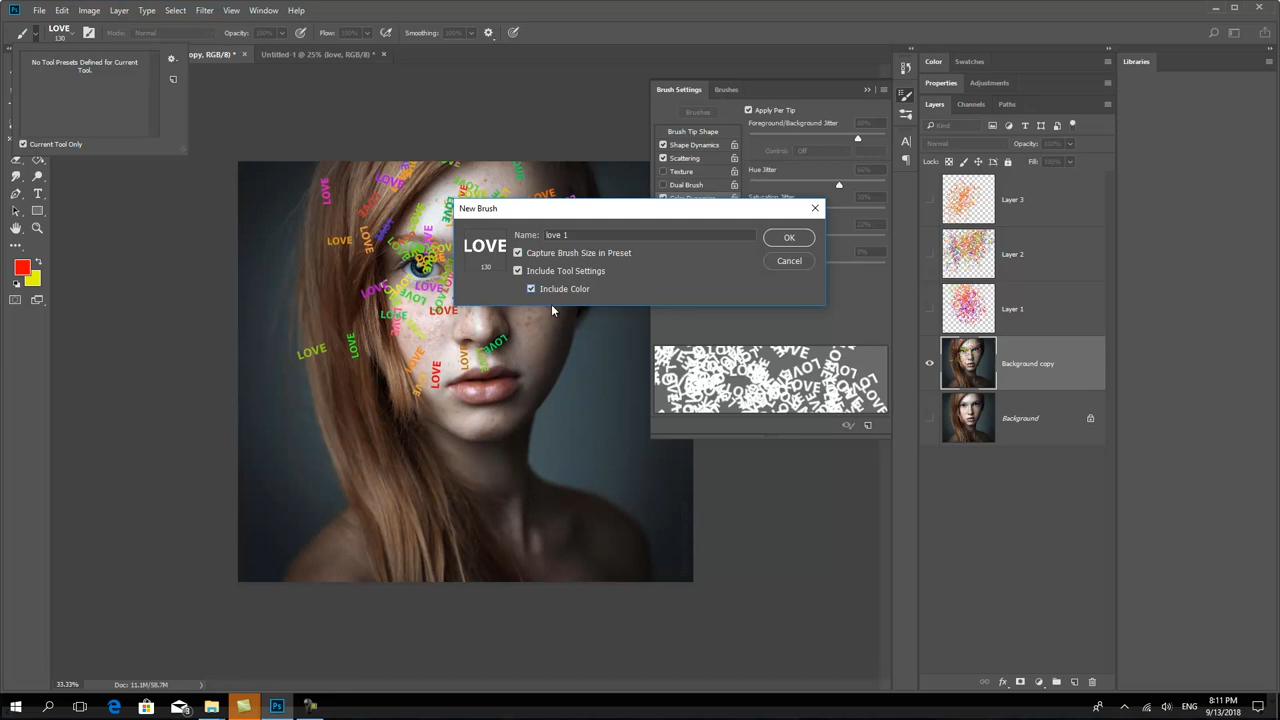 Ps File Edit Image Layer Type Select Filter View Window Help
LOVE
130
Mode: Normal Opacity: 100% Flow: 100% Smoothing: 100%
opy, RGB/8) * × Untitled-1 @ 25% (love, RGB/8) * ×
No Tool Presets Defined for Current
Tool.
Current Tool Only
Brush Settings Brushes
Brushes
Apply Per Tip
Foreground/Background Jitter
Brush Tip Shape
Shape Dynamics
Control: Off
Scattering
Texture
Hue Jitter
Dual Brush
Color Dynamics
Saturation Jitter
New Brush
LOVE
130
Name: love 1
Capture Brush Size in Preset
Include Tool Settings
Include Color
OK
Cancel
Color Swatches
Properties Adjustments
Layers Channels Paths
Kind
Normal Opacity: 100%
Lock: Fill: 100%
Layer 3
Layer 2
Layer 1
Background copy
Background
Libraries
LOVE
LOVE
LOVE
LOVE
LOVE
LOVE
LOVE
LOVE
LOVE
LOVE
LOVE
LOVE
33.33% Doc: 11.1M/58.7M
ENG
8:11 PM
9/13/2018